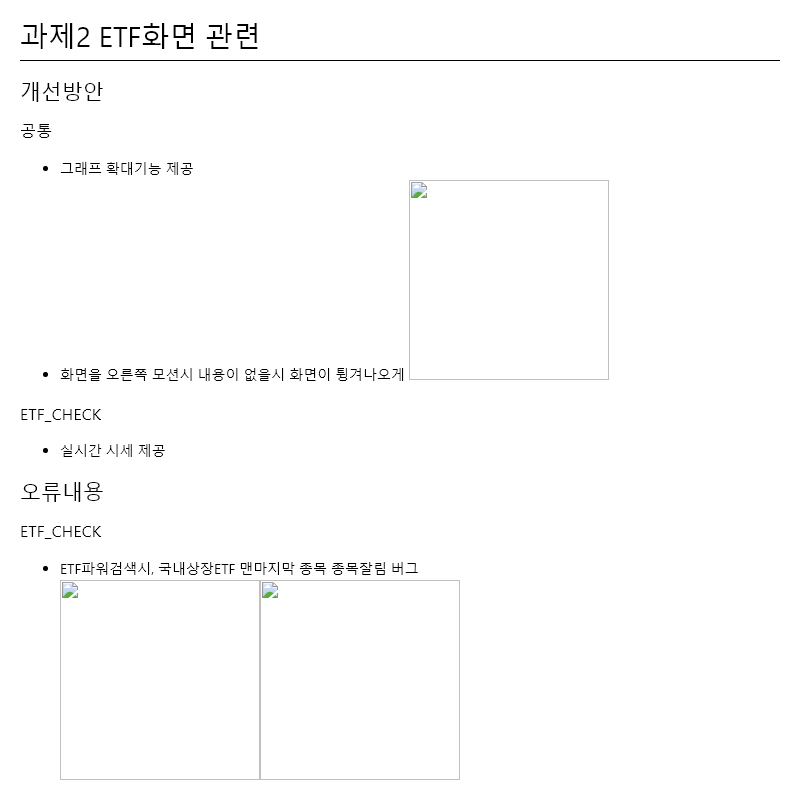 과제2 ETF화면 관련
개선방안
공통
그래프 확대기능 제공
화면을 오른쪽 모션시 내용이 없을시 화면이 튕겨나오게
ETF_CHECK
실시간 시세 제공
오류내용
ETF_CHECK
ETF파워검색시, 국내상장ETF 맨마지막 종목 종목잘림 버그